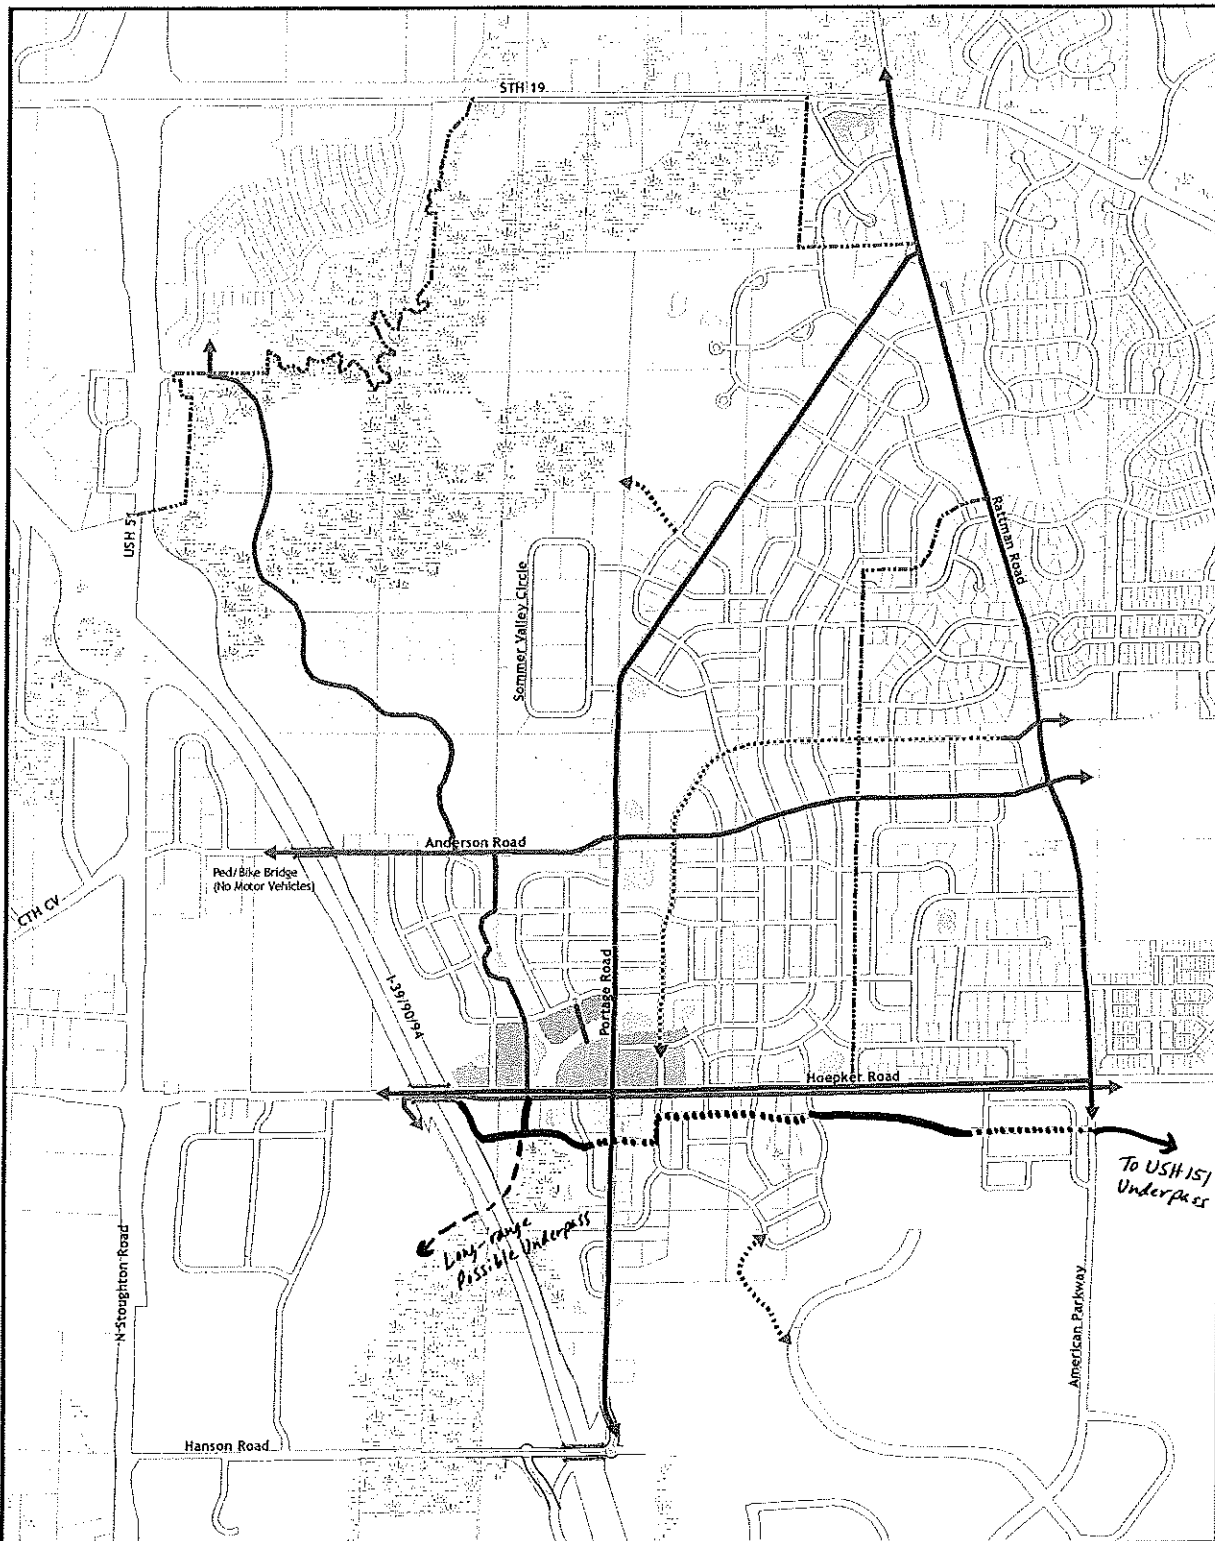 STH 19
USH 51
Rattman Road
Sommer Valley Circle
Anderson Road
Ped/Bike Bridge
(No Motor Vehicles)
CTH CV
I-39/90/94
Portage Road
Hoepker Road
To USH 151
Underpass
Long-range
Possible Underpass
N Stoughton Road
American Parkway
Hanson Road